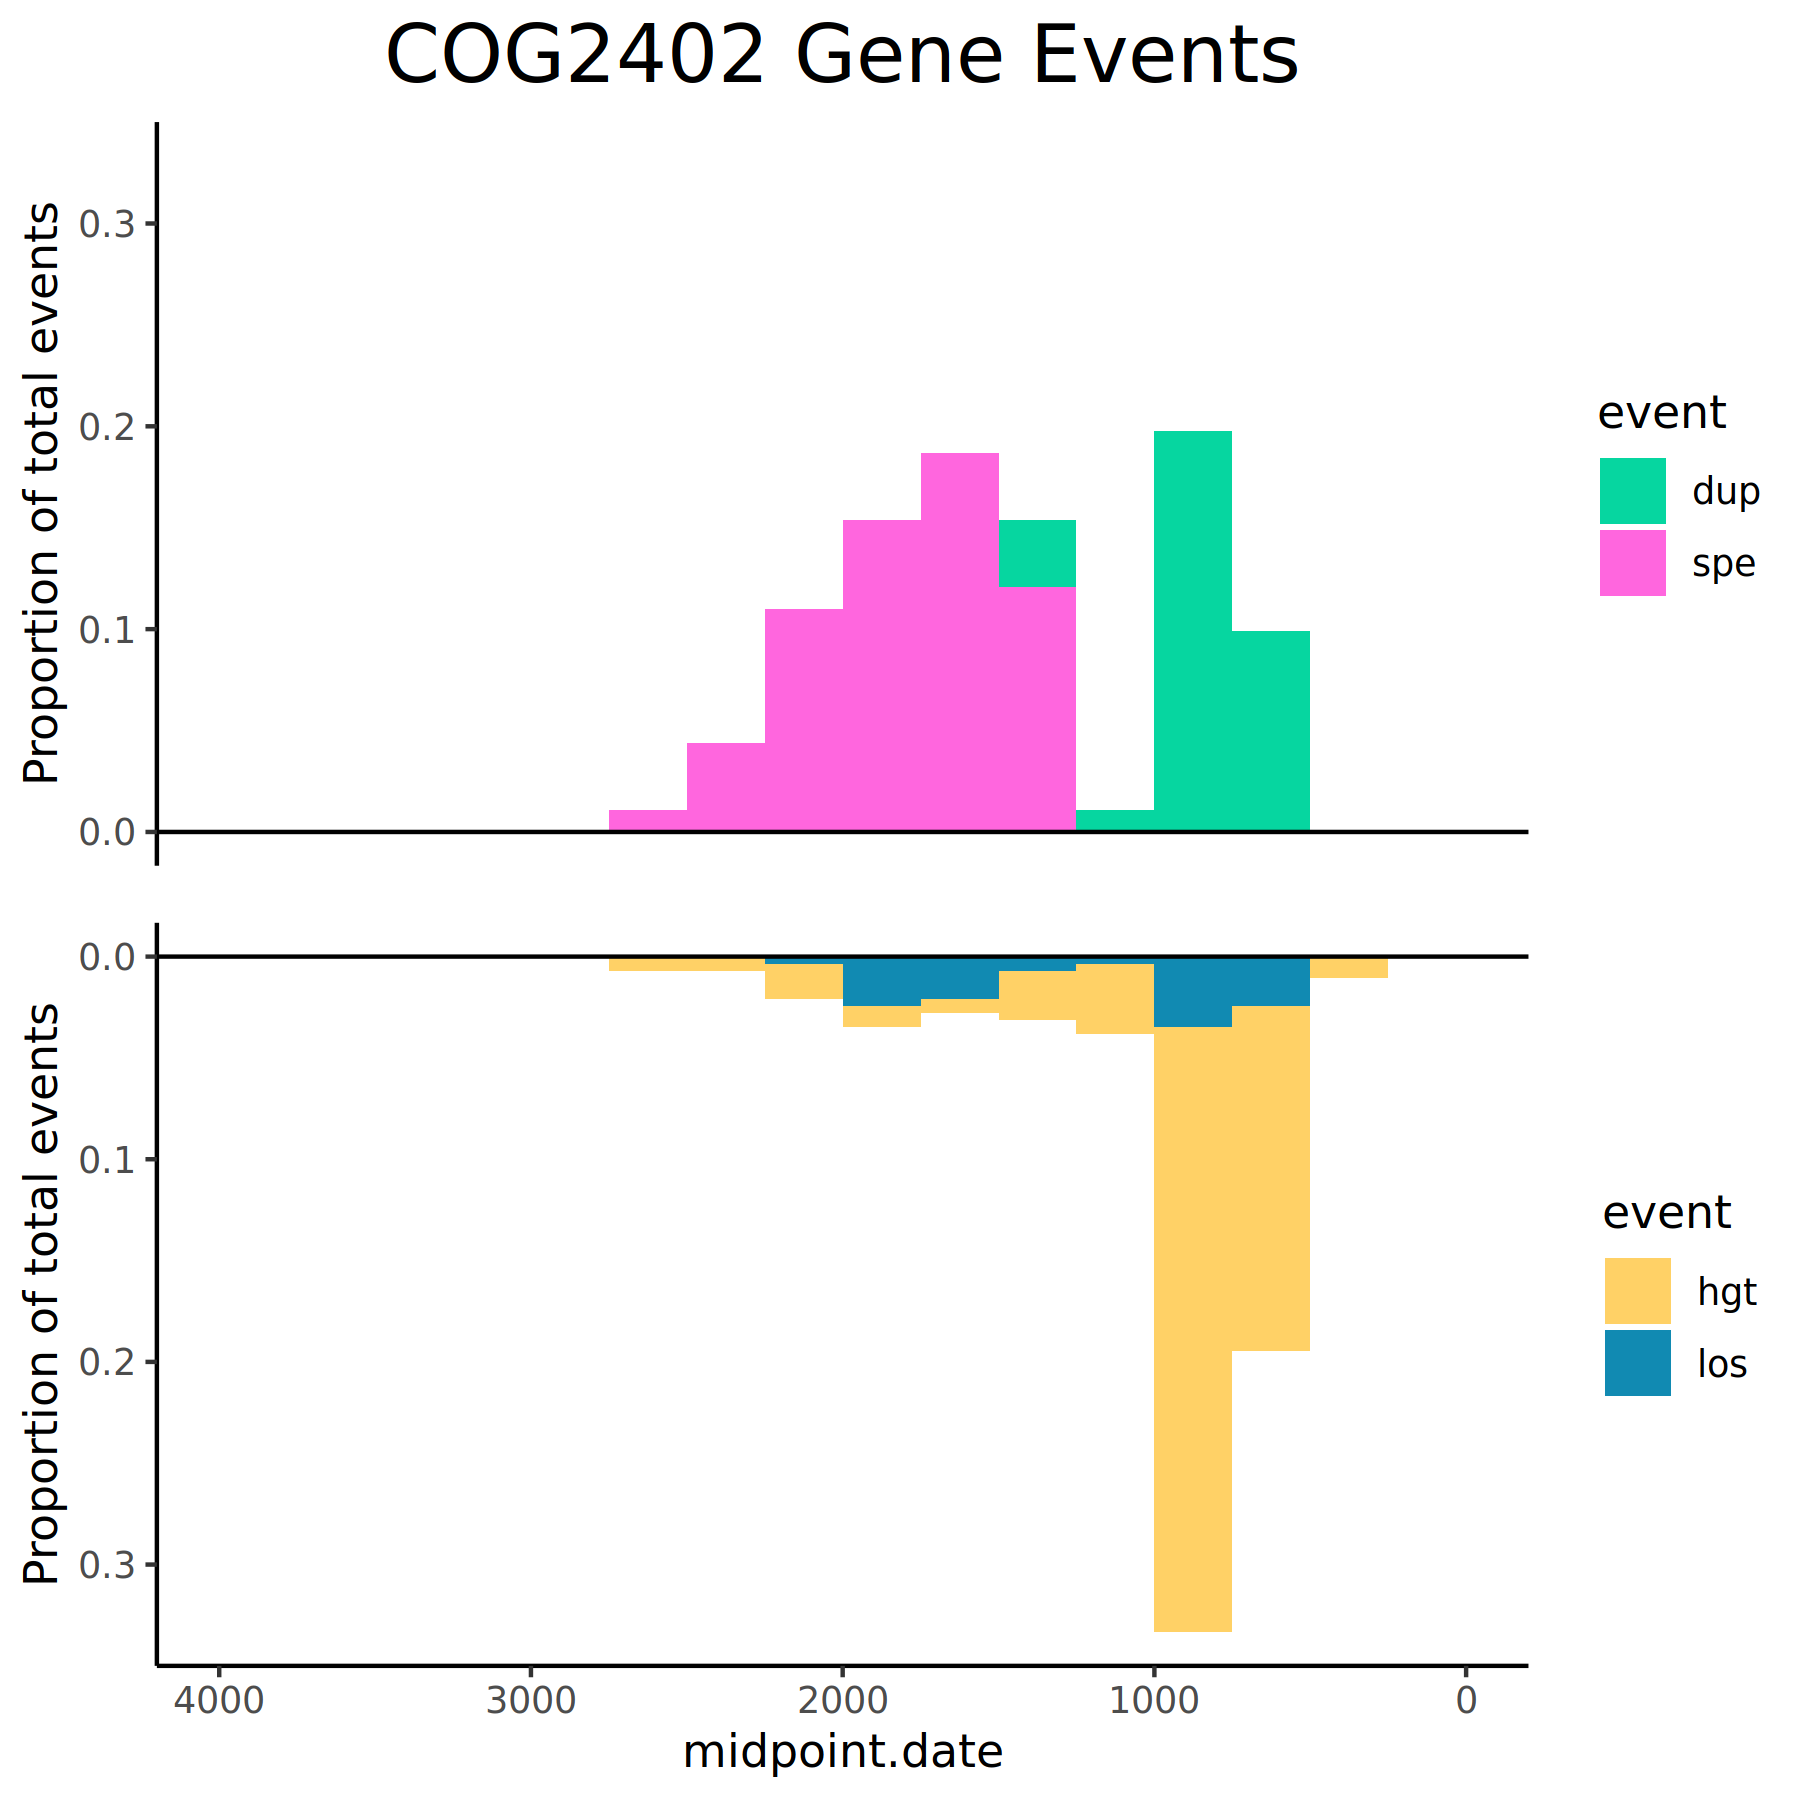 COG2402 Gene Events
Proportion of total events
0.3
0.2
0.1
0.0
event
dup
spe
Proportion of total events
0.0
0.1
0.2
0.3
event
hgt
los
4000 3000 2000 1000 0
midpoint.date